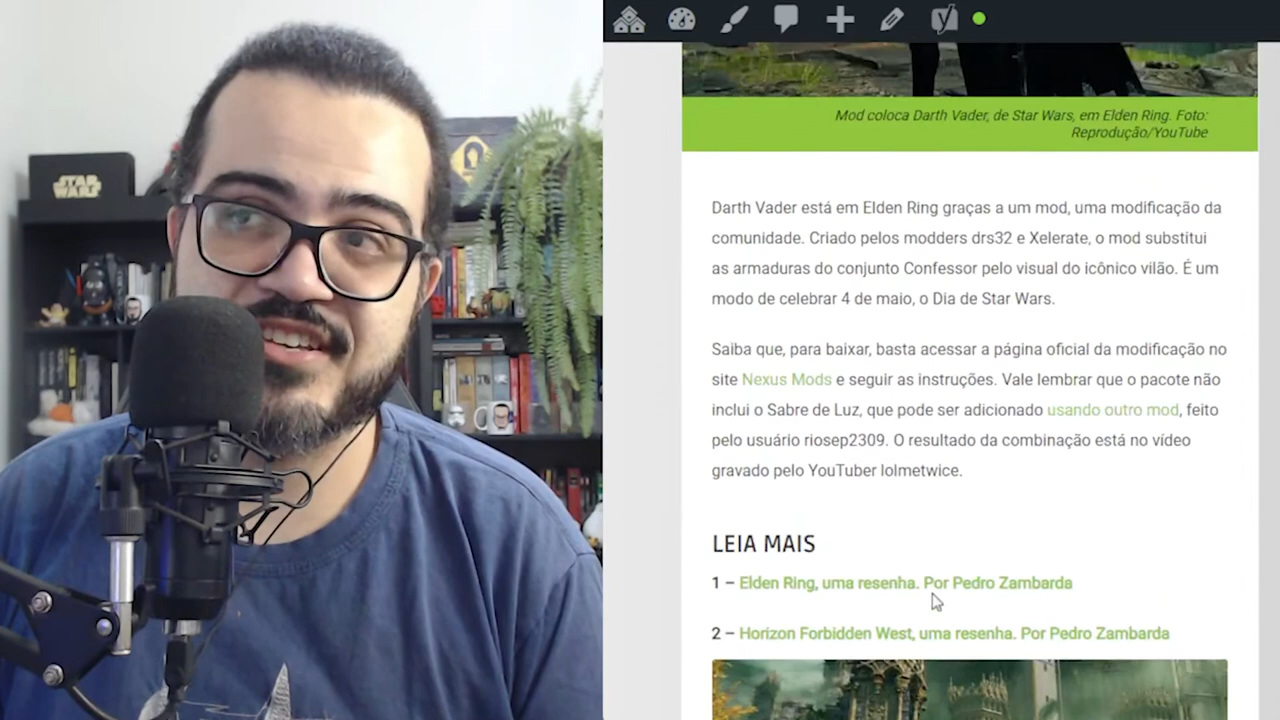 STAR
WARS
Mod coloca Darth Vader, de Star Wars, em Elden Ring. Foto:
Reprodução/YouTube
Darth Vader está em Elden Ring graças a um mod, uma modificação da
comunidade. Criado pelos modders drs32 e Xelerate, o mod substitui
as armaduras do conjunto Confessor pelo visual do icônico vilão. É um
modo de celebrar 4 de maio, o Dia de Star Wars.
Saiba que, para baixar, basta acessar a página oficial da modificação no
site Nexus Mods e seguir as instruções. Vale lembrar que o pacote não
inclui o Sabre de Luz, que pode ser adicionado usando outro mod, feito
pelo usuário riosep2309. O resultado da combinação está no vídeo
gravado pelo YouTuber lolmetwice.
LEIA MAIS
1 – Elden Ring, uma resenha. Por Pedro Zambarda
2 – Horizon Forbidden West, uma resenha. Por Pedro Zambarda